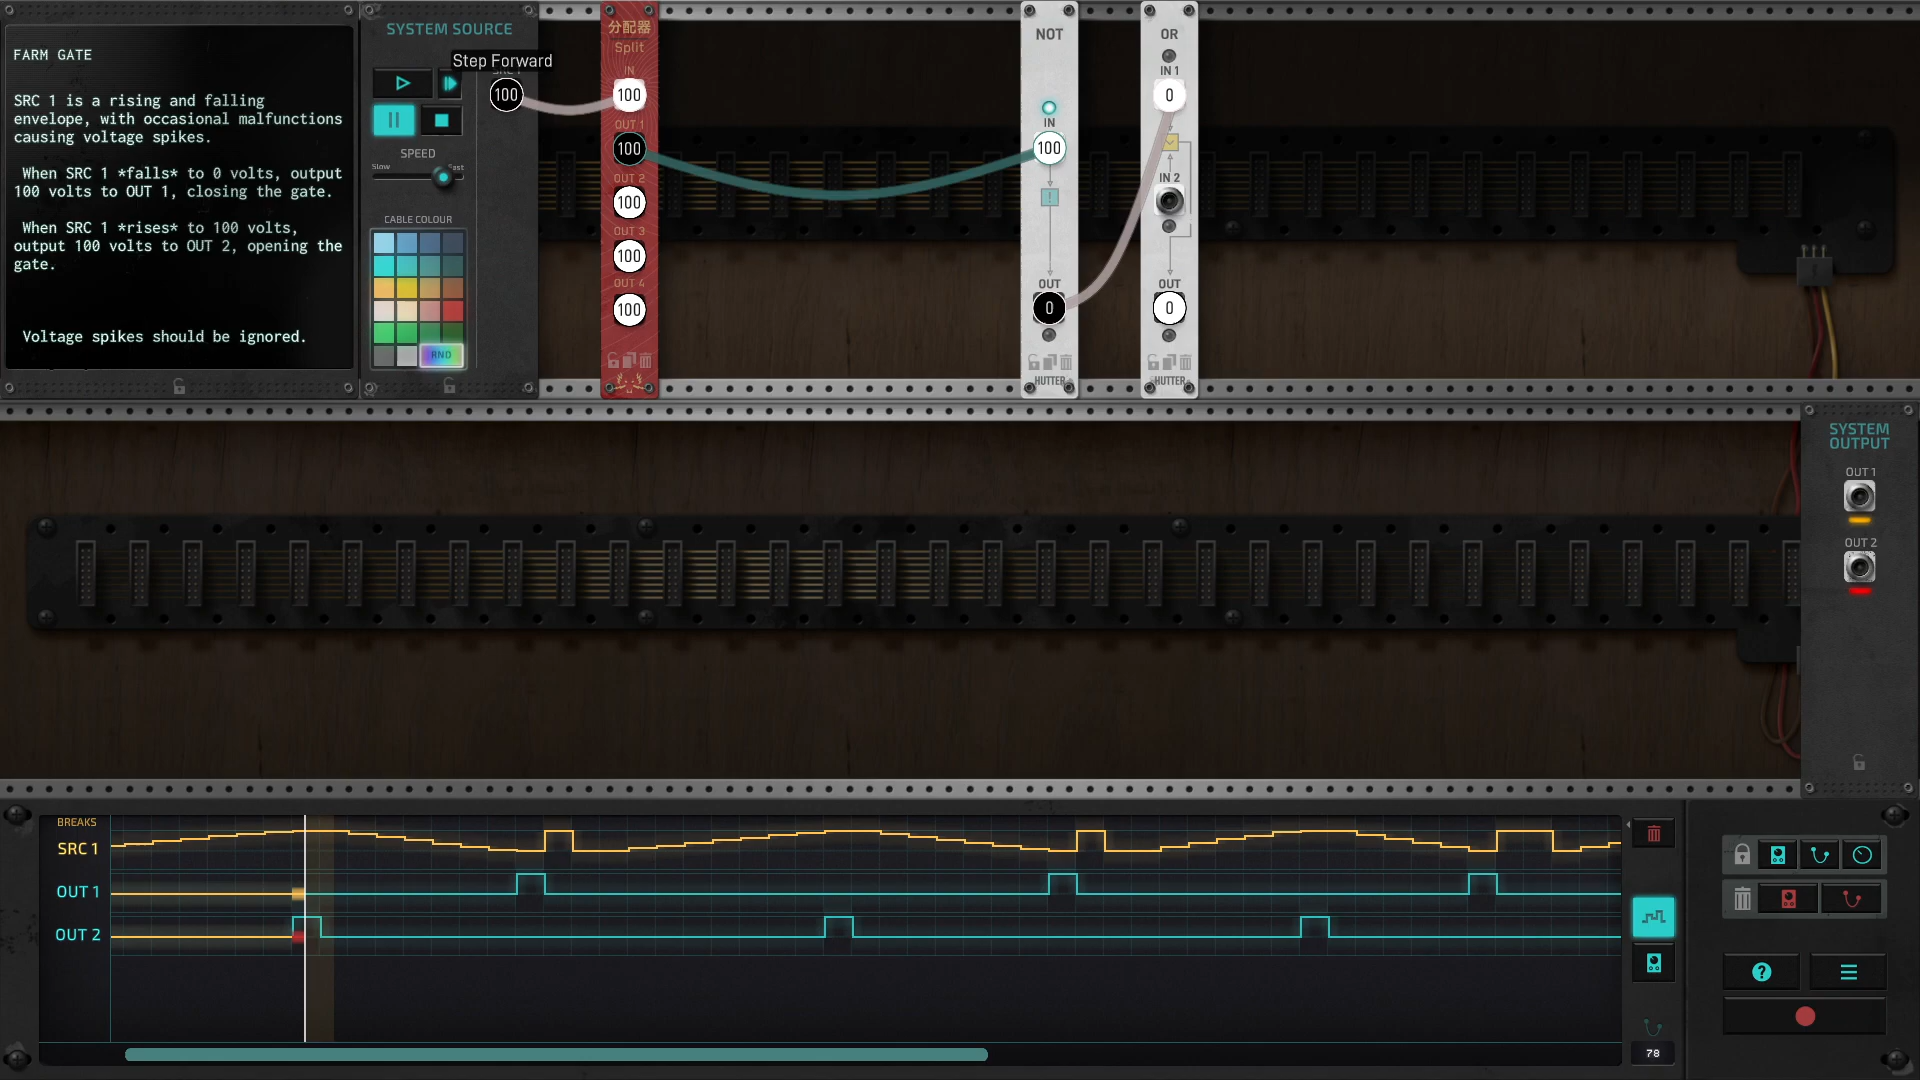 FARM GATE
SRC 1 is a rising and falling
envelope, with occasional malfunctions
causing voltage spikes.
When SRC 1 *falls* to 0 volts, output
100 volts to OUT 1, closing the gate.
When SRC 1 *rises* to 100 volts,
output 100 volts to OUT 2, opening the
gate.
Voltage spikes should be ignored.
SYSTEM SOURCE
Step Forward
100
SPEED
Slow
Fast
CABLE COLOUR
RND
分配器
Split
IN
100
OUT 1
100
OUT 2
100
OUT 3
100
OUT 4
100
NOT
IN
100
!
OUT
0
HUTTER
OR
IN 1
0
IN 2
OUT
0
HUTTER
SYSTEM
OUTPUT
OUT 1
OUT 2
BREAKS
SRC 1
OUT 1
OUT 2
?
78